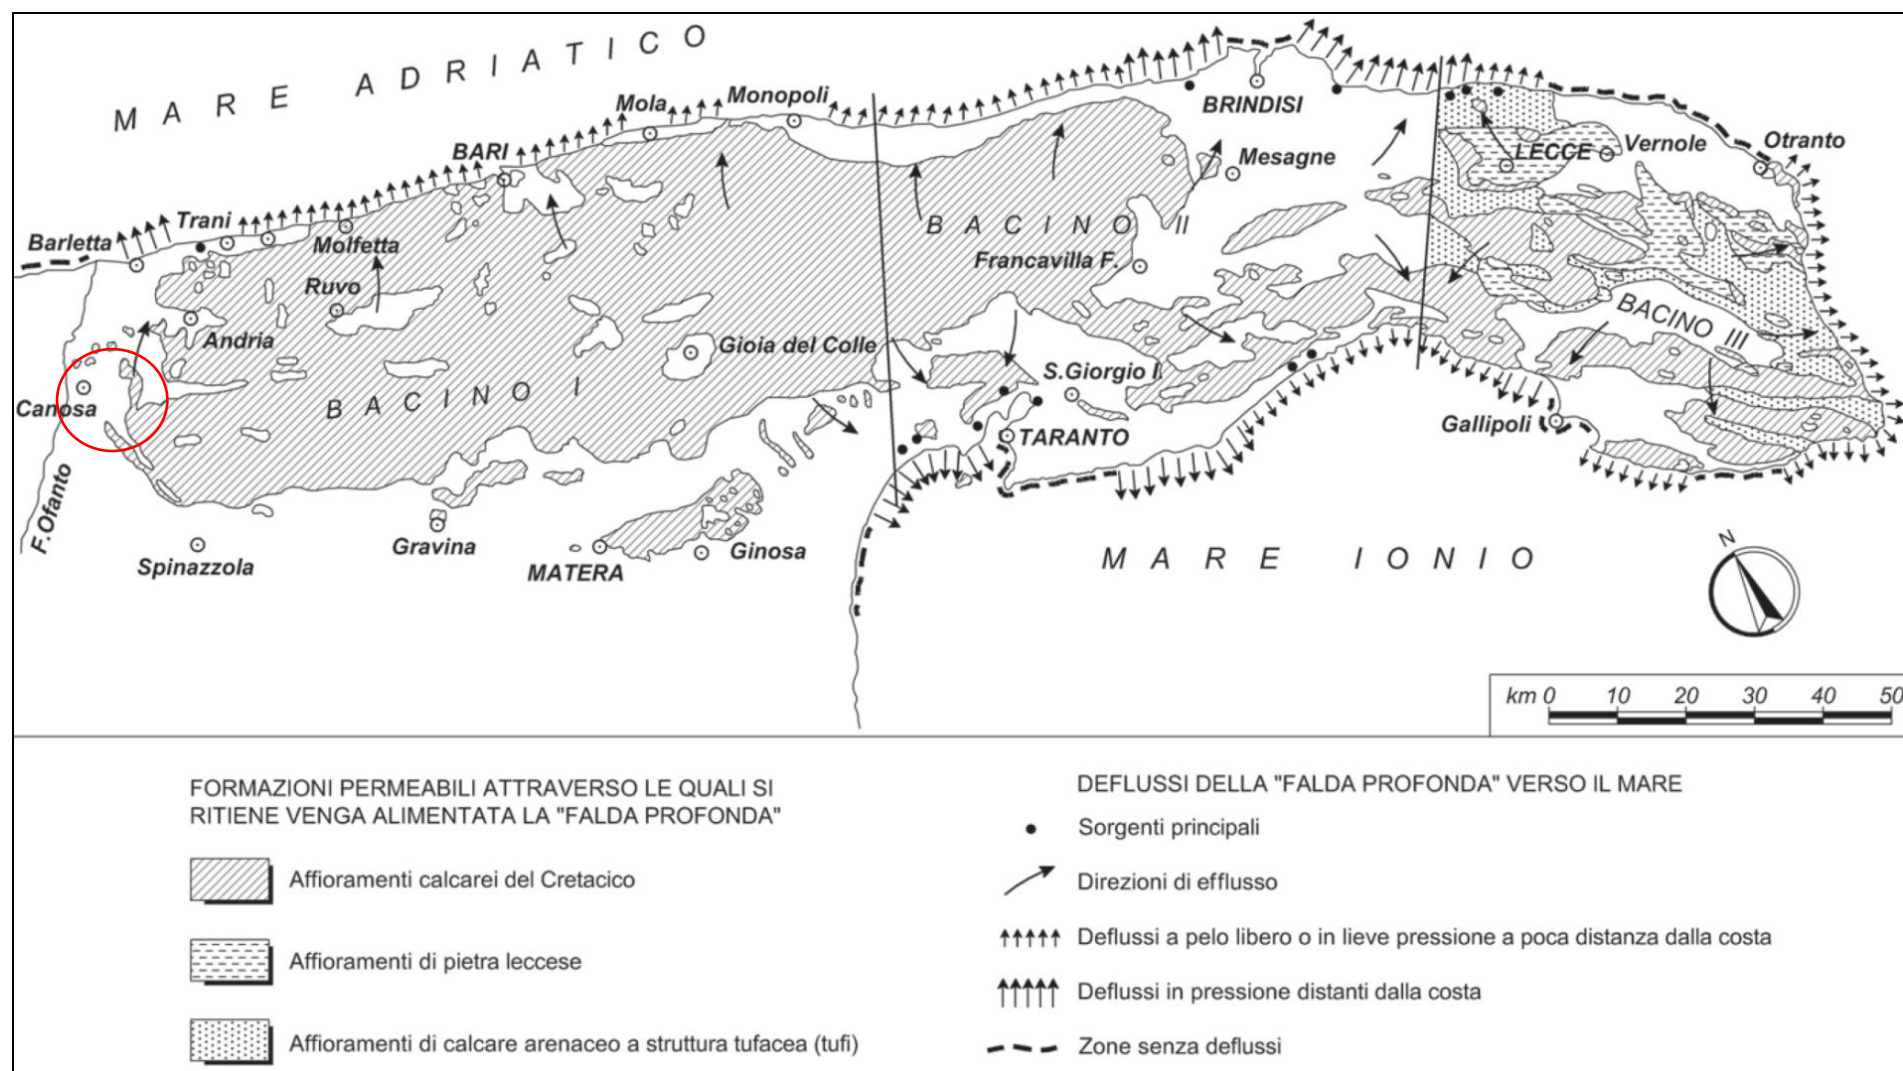 MARE ADRIATICO
Barletta
Trani
Molfetta
BARI
Mola
Monopoli
BRINDISI
Mesagne
LECCE
Vernole
Otranto
Ruvo
Andria
Canosa
Gioia del Colle
BACINO I
BACINO II
Francavilla F.
BACINO III
S.Giorgio I.
TARANTO
Gallipoli
F.Ofanto
Spinazzola
Gravina
MATERA
Ginosa
MARE IONIO
N
km 0 10 20 30 40 50
FORMAZIONI PERMEABILI ATTRAVERSO LE QUALI SI
RITIENE VENGA ALIMENTATA LA "FALDA PROFONDA"
Affioramenti calcarei del Cretacico
Affioramenti di pietra leccese
Affioramenti di calcare arenaceo a struttura tufacea (tufi)
DEFLUSSI DELLA "FALDA PROFONDA" VERSO IL MARE
Sorgenti principali
Direzioni di efflusso
Deflussi a pelo libero o in lieve pressione a poca distanza dalla costa
Deflussi in pressione distanti dalla costa
Zone senza deflussi